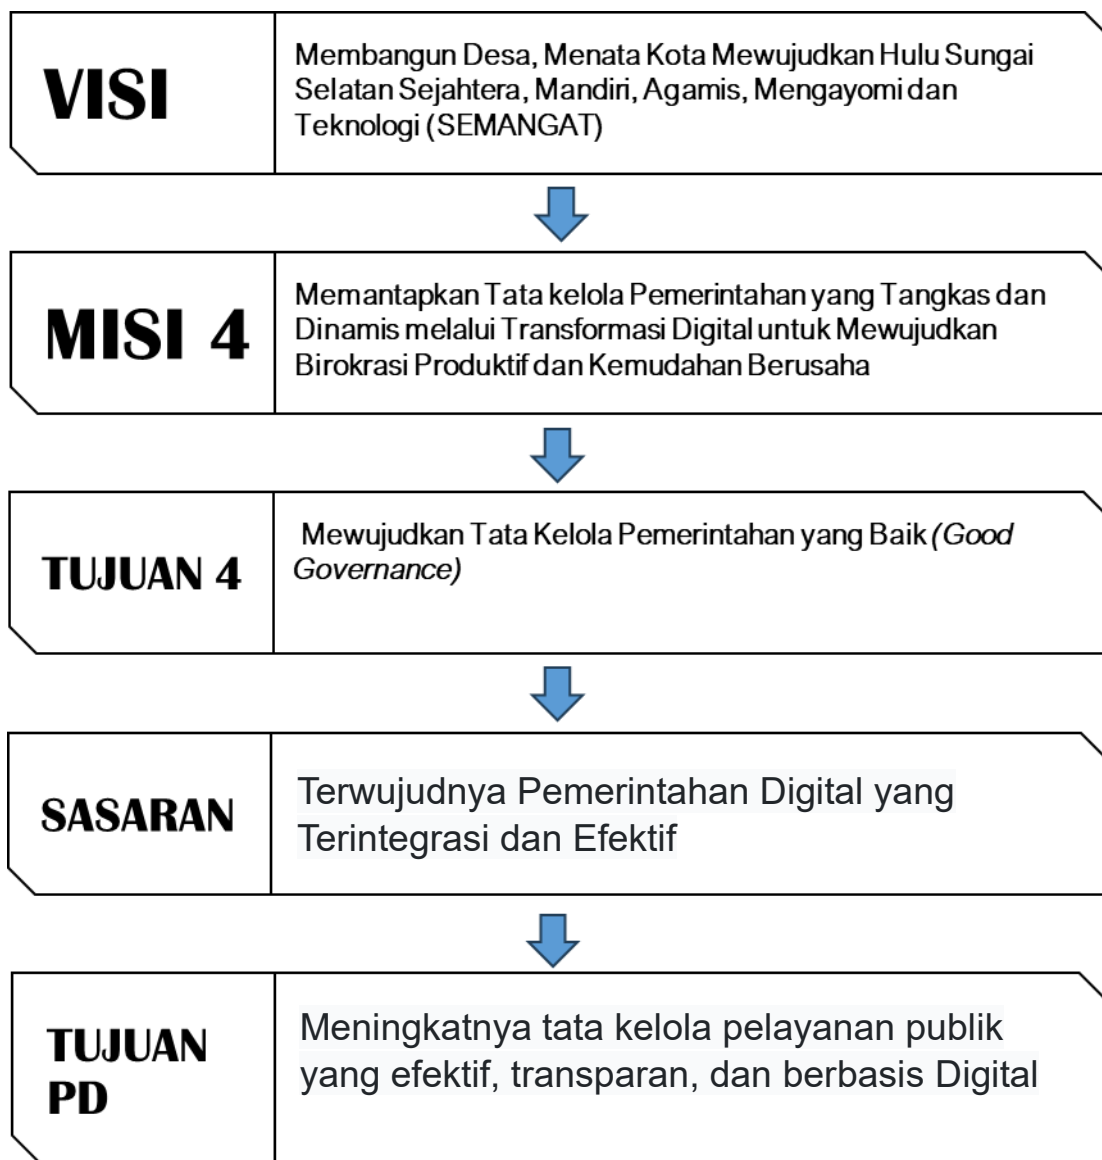 VISI
Membangun Desa, Menata Kota Mewujudkan Hulu Sungai
Selatan Sejahtera, Mandiri, Agamis, Mengayomi dan
Teknologi (SEMANGAT)
MISI 4
Memantapkan Tata kelola Pemerintahan yang Tangkas dan
Dinamis melalui Transformasi Digital untuk Mewujudkan
Birokrasi Produktif dan Kemudahan Berusaha
TUJUAN 4
Mewujudkan Tata Kelola Pemerintahan yang Baik (Good
Governance)
SASARAN
Terwujudnya Pemerintahan Digital yang
Terintegrasi dan Efektif
TUJUAN
PD
Meningkatnya tata kelola pelayanan publik
yang efektif, transparan, dan berbasis Digital